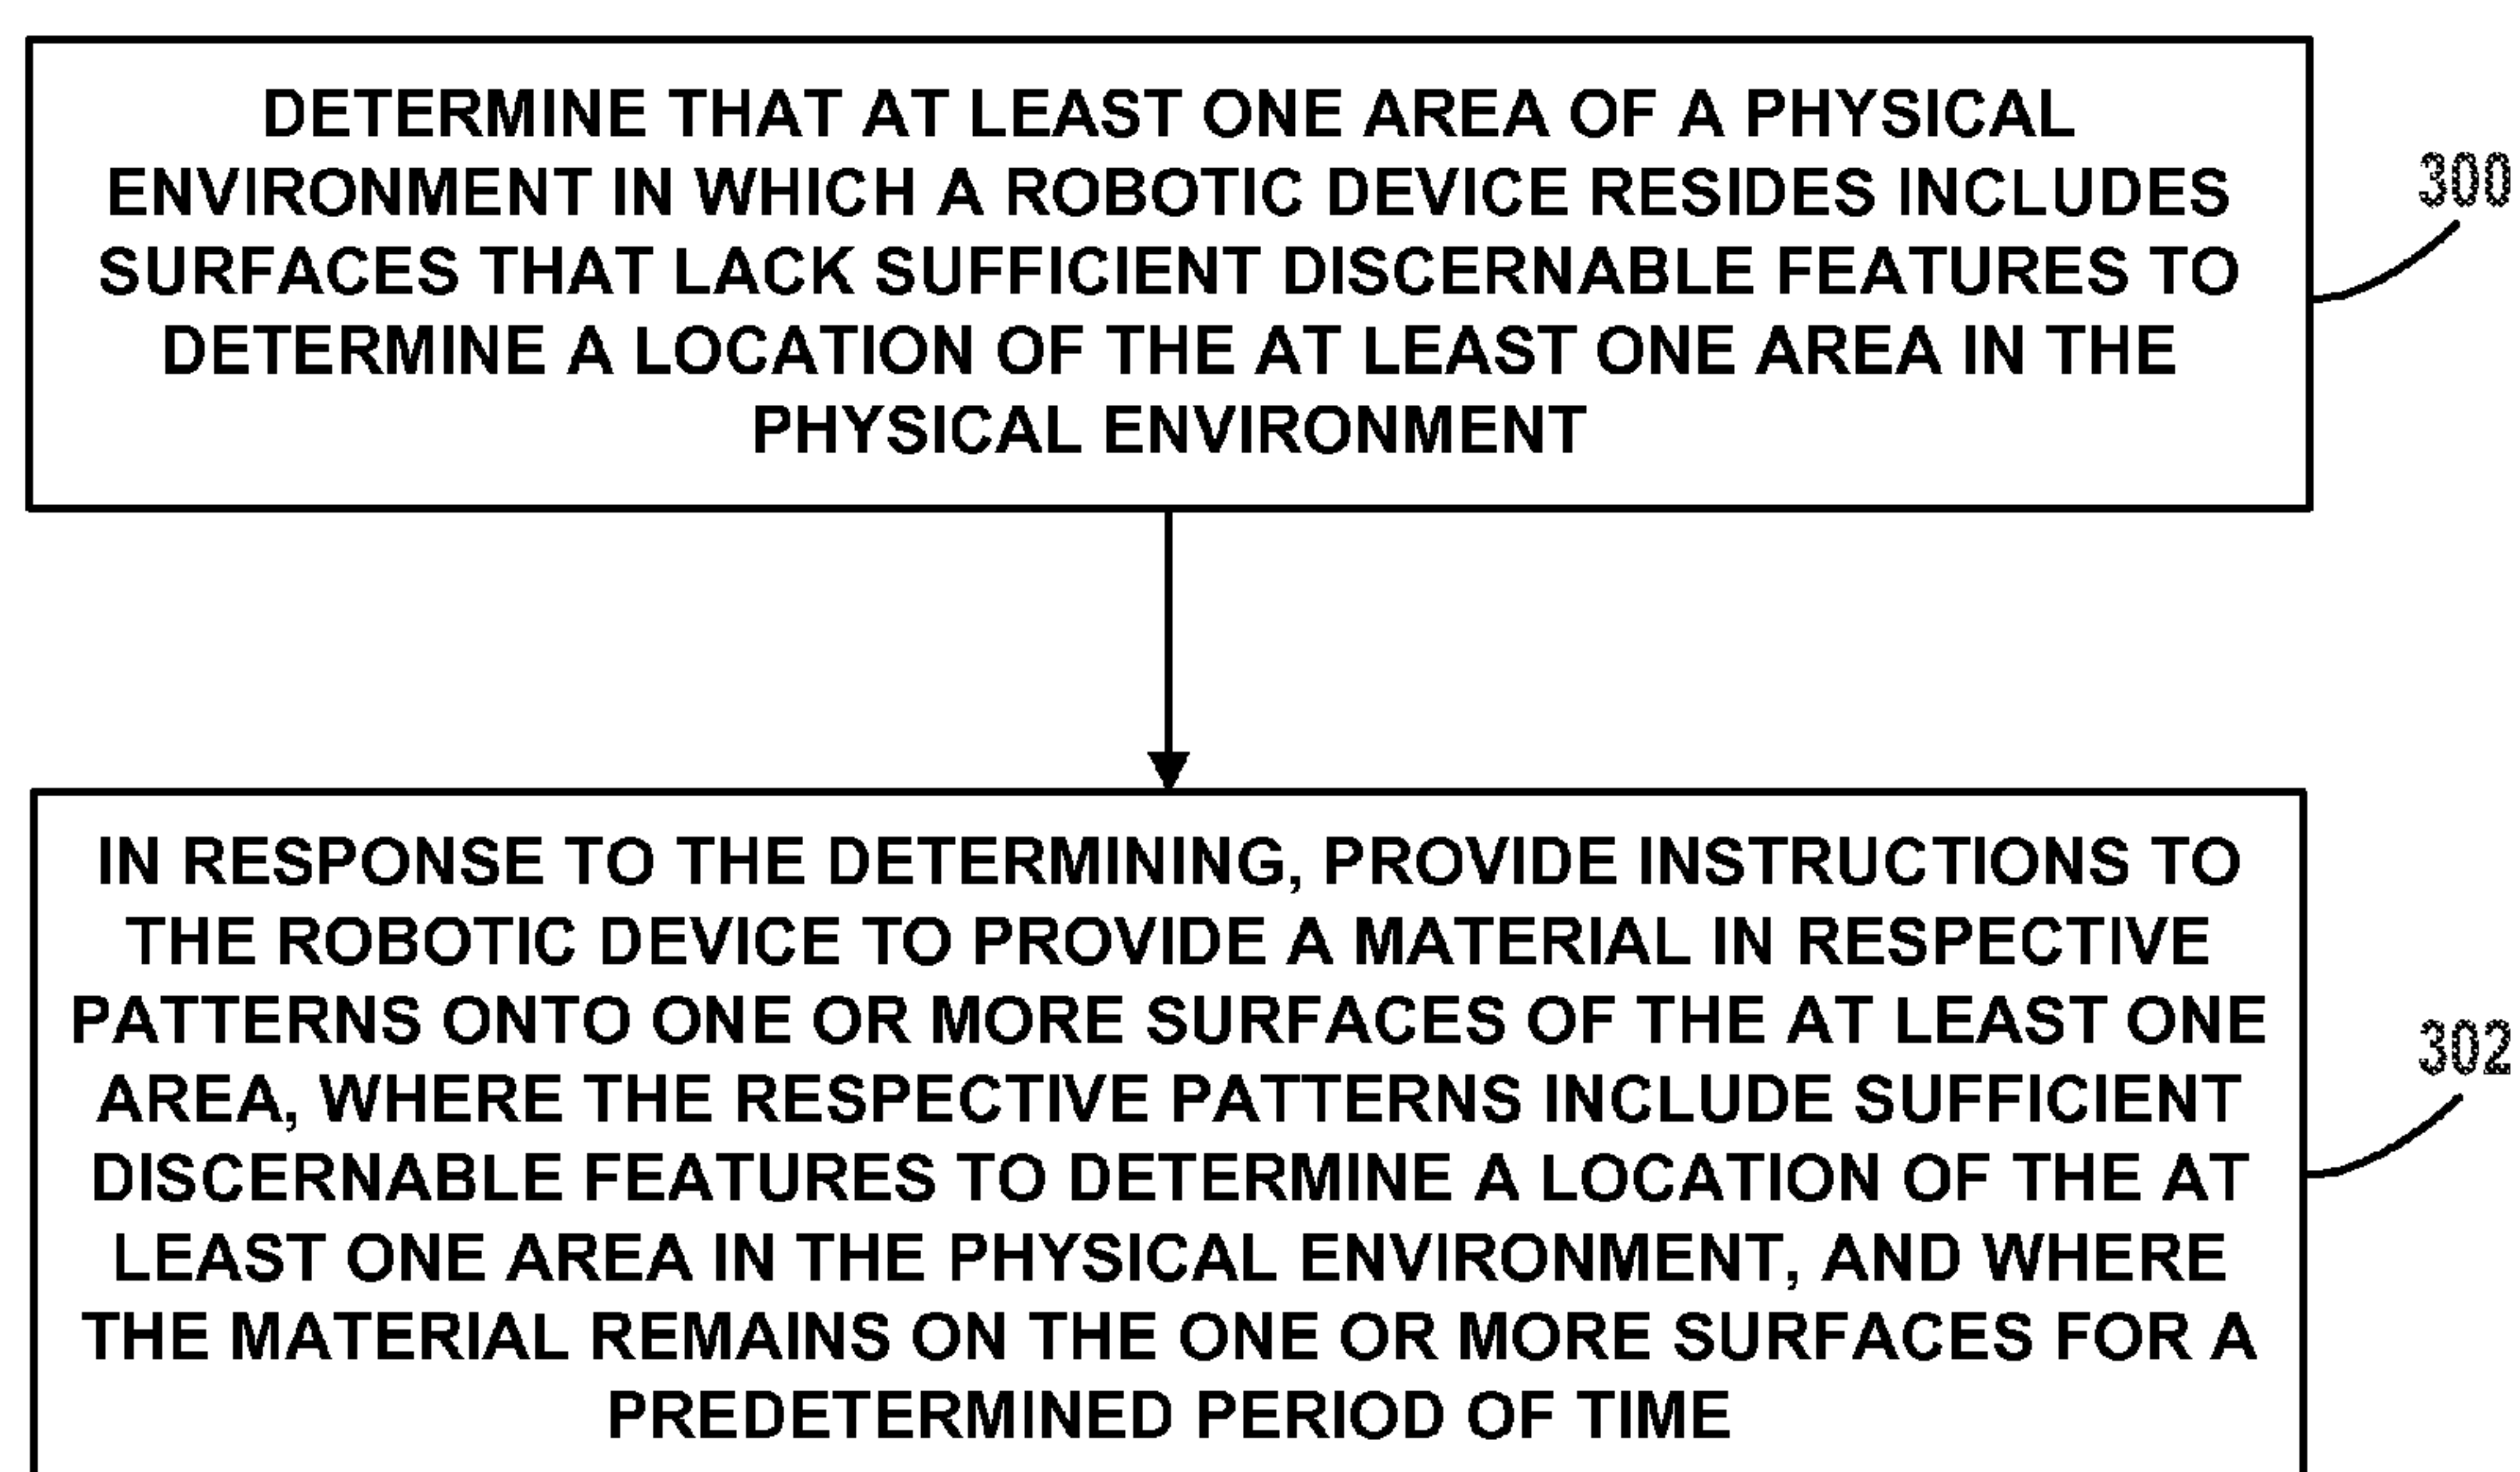 DETERMINE THAT AT LEAST ONE AREA OF A PHYSICAL
ENVIRONMENT IN WHICH A ROBOTIC DEVICE RESIDES INCLUDES
SURFACES THAT LACK SUFFICIENT DISCERNABLE FEATURES TO
DETERMINE A LOCATION OF THE AT LEAST ONE AREA IN THE
PHYSICAL ENVIRONMENT
300
IN RESPONSE TO THE DETERMINING, PROVIDE INSTRUCTIONS TO
THE ROBOTIC DEVICE TO PROVIDE A MATERIAL IN RESPECTIVE
PATTERNS ONTO ONE OR MORE SURFACES OF THE AT LEAST ONE
AREA, WHERE THE RESPECTIVE PATTERNS INCLUDE SUFFICIENT
DISCERNABLE FEATURES TO DETERMINE A LOCATION OF THE AT
LEAST ONE AREA IN THE PHYSICAL ENVIRONMENT, AND WHERE
THE MATERIAL REMAINS ON THE ONE OR MORE SURFACES FOR A
PREDETERMINED PERIOD OF TIME
302